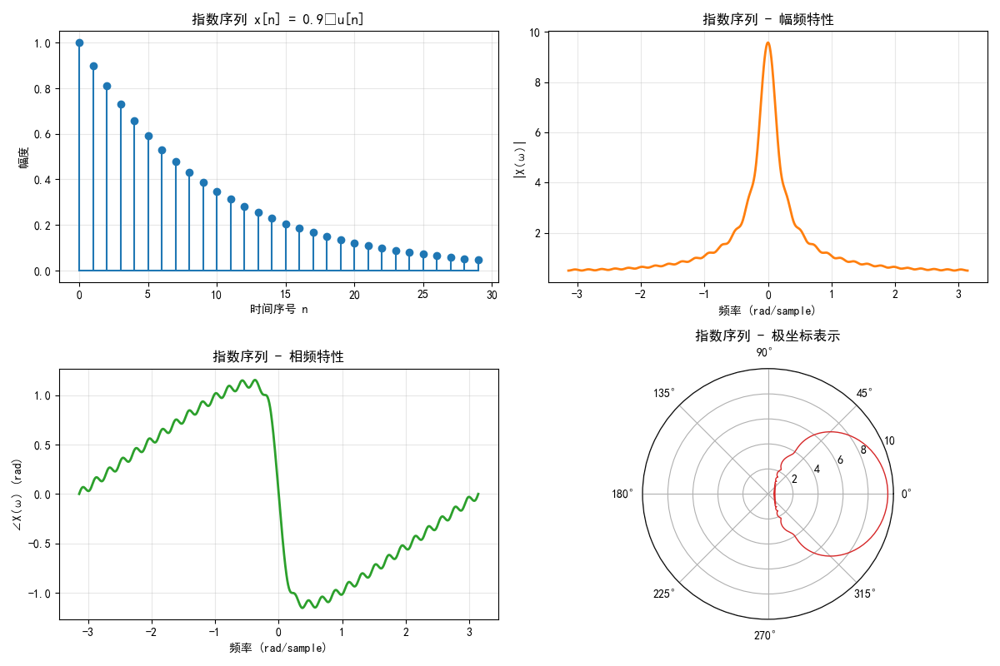 指数序列 x[n] = 0.9□u[n]
幅度
1.0
0.8
0.6
0.4
0.2
0.0
0 5 10 15 20 25 30
时间序号 n
指数序列 - 幅频特性
|X(ω)|
10
8
6
4
2
−3 −2 −1 0 1 2 3
频率 (rad/sample)
指数序列 - 相频特性
∠X(ω) (rad)
1.0
0.5
0.0
−0.5
−1.0
−3 −2 −1 0 1 2 3
频率 (rad/sample)
指数序列 - 极坐标表示
90°
135° 45°
10
8
6
4
2
180° 0°
225° 315°
270°